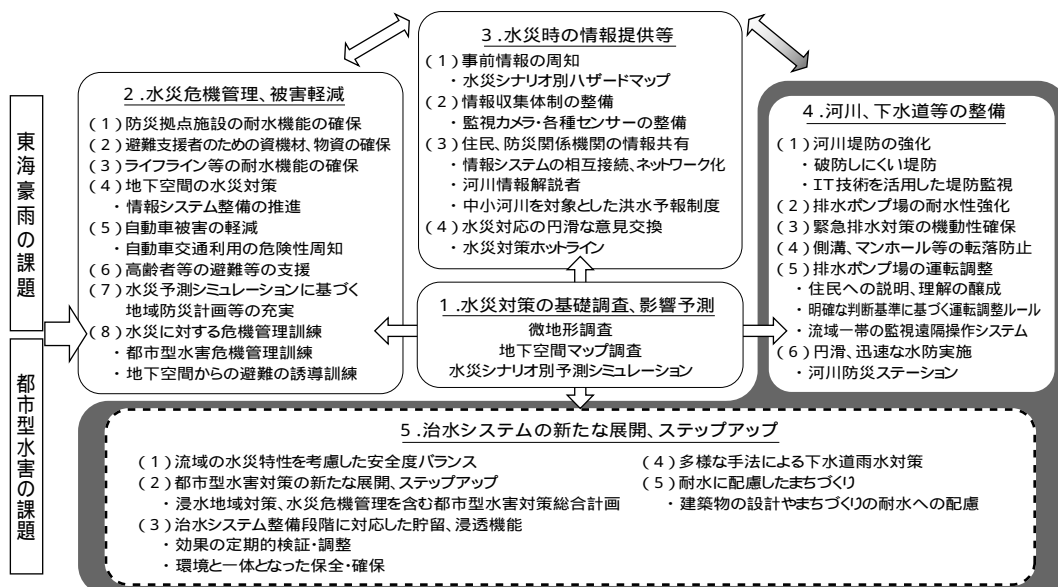 東海豪雨の課題
都市型水害の課題
2.水災危機管理、被害軽減
(1)防災拠点施設の耐水機能の確保
(2)避難支援者のための資機材、物資の確保
(3)ライフライン等の耐水機能の確保
(4)地下空間の水災対策
・情報システム整備の推進
(5)自動車被害の軽減
・自動車交通利用の危険性周知
(6)高齢者等の避難等の支援
(7)水災予測シミュレーションに基づく
地域防災計画等の充実
(8)水災に対する危機管理訓練
・都市型水害危機管理訓練
・地下空間からの避難の誘導訓練
3.水災時の情報提供等
(1)事前情報の周知
・水災シナリオ別ハザードマップ
(2)情報収集体制の整備
・監視カメラ・各種センサーの整備
(3)住民、防災関係機関の情報共有
・情報システムの相互接続、ネットワーク化
・河川情報解説者
・中小河川を対象とした洪水予報制度
(4)水災対応の円滑な意見交換
・水災対策ホットライン
1.水災対策の基礎調査、影響予測
微地形調査
地下空間マップ調査
水災シナリオ別予測シミュレーション
4.河川、下水道等の整備
(1)河川堤防の強化
・破防しにくい堤防
・IT技術を活用した堤防監視
(2)排水ポンプ場の耐水性強化
(3)緊急排水対策の機動性確保
(4)側溝、マンホール等の転落防止
(5)排水ポンプ場の運転調整
・住民への説明、理解の醸成
・明確な判断基準に基づく運転調整ルール
・流域一帯の監視遠隔操作システム
(6)円滑、迅速な水防実施
・河川防災ステーション
5.治水システムの新たな展開、ステップアップ
(1)流域の水災特性を考慮した安全度バランス
(2)都市型水害対策の新たな展開、ステップアップ
・浸水地域対策、水災危機管理を含む都市型水害対策総合計画
(3)治水システム整備段階に対応した貯留、浸透機能
・効果の定期的検証・調整
・環境と一体となった保全・確保
(4)多様な手法による下水道雨水対策
(5)耐水に配慮したまちづくり
・建築物の設計やまちづくりの耐水への配慮